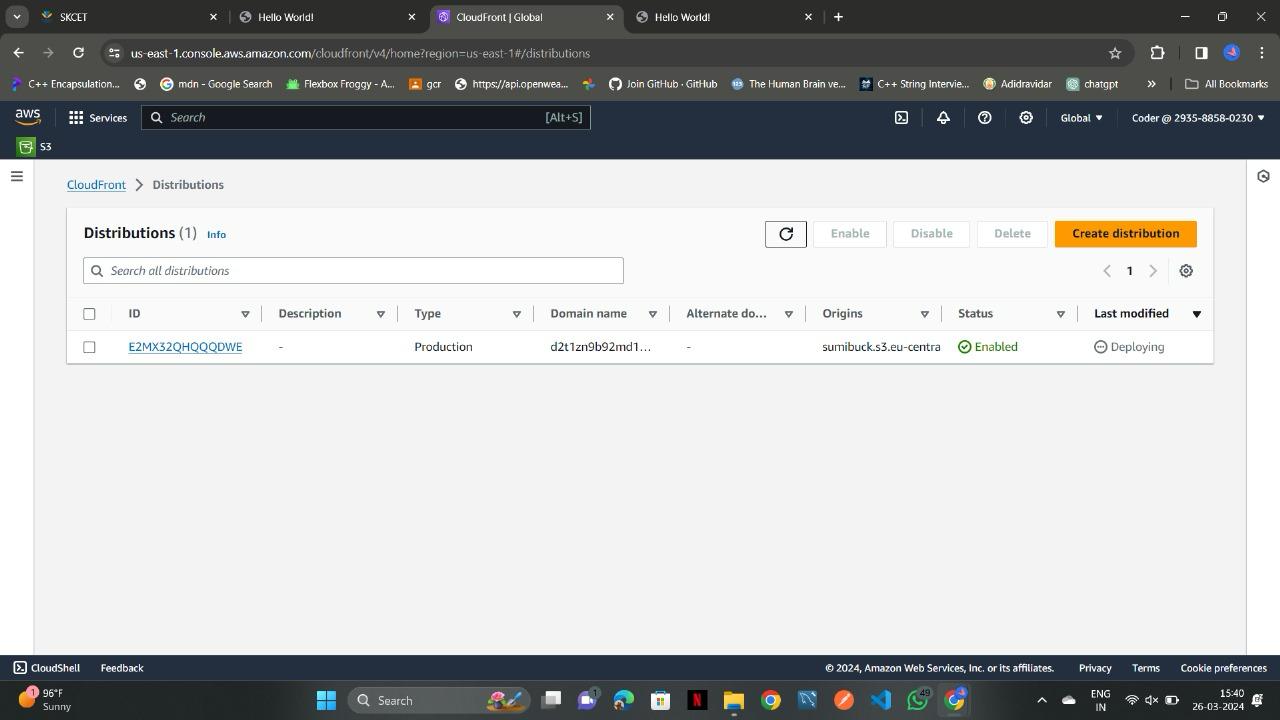 SKCET
Hello World!
CloudFront | Global
Hello World!
us-east-1.console.aws.amazon.com/cloudfront/v4/home?region=us-east-1#/distributions
C++ Encapsulation...
mdn - Google Search
Flexbox Froggy - A...
gcr
https://api.openwea...
Join GitHub · GitHub
The Human Brain ve...
C++ String Intervie...
Adidravidar
chatgpt
»
All Bookmarks
aws
Services
Search
[Alt+S]
Global
Coder @ 2935-8858-0230
S3
CloudFront
Distributions
Distributions (1) Info
Enable
Disable
Delete
Create distribution
Search all distributions
1
ID
Description
Type
Domain name
Alternate do...
Origins
Status
Last modified
E2MX32QHQQQDWE
-
Production
d2t1zn9b92md1...
-
sumibuck.s3.eu-centra
Enabled
Deploying
CloudShell
Feedback
© 2024, Amazon Web Services, Inc. or its affiliates.
Privacy
Terms
Cookie preferences
1
96°F
Sunny
Search
1
N
49
ENG
IN
15:40
26-03-2024